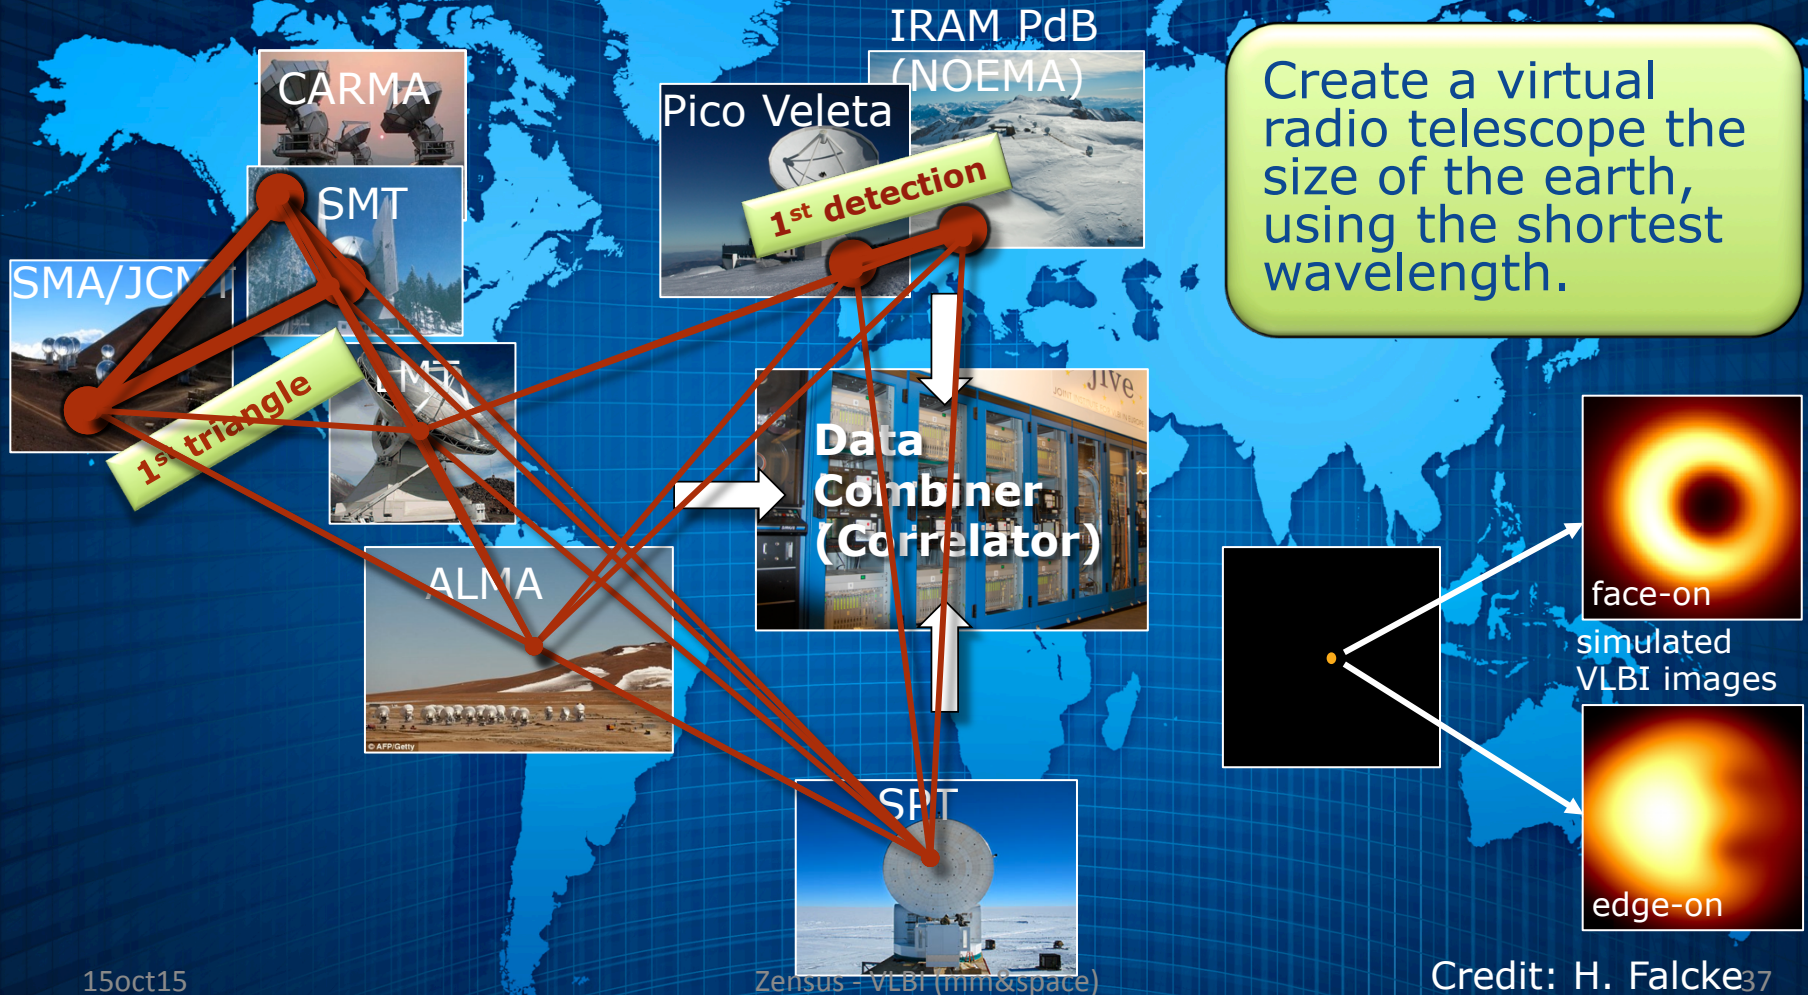 IRAM PdB
(NOEMA)
CARMA
Pico Veleta
Create a virtual
radio telescope the
size of the earth,
using the shortest
wavelength.
SMT
1st detection
SMA/JCMT
LMT
1st triangle
JIVE
Data
Combiner
(Correlator)
ALMA
face-on
simulated
VLBI images
© AFP/Getty
SPT
edge-on
15oct15
Zensus - VLBI (mm&space)
Credit: H. Falcke
37